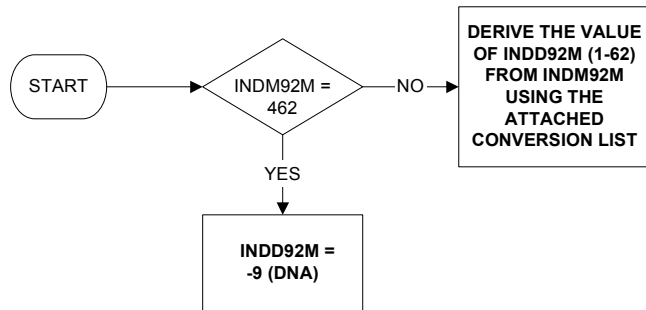 START
INDM92M =
462
NO
DERIVE THE VALUE
OF INDD92M (1-62)
FROM INDM92M
USING THE
ATTACHED
CONVERSION LIST
YES
INDD92M =
-9 (DNA)